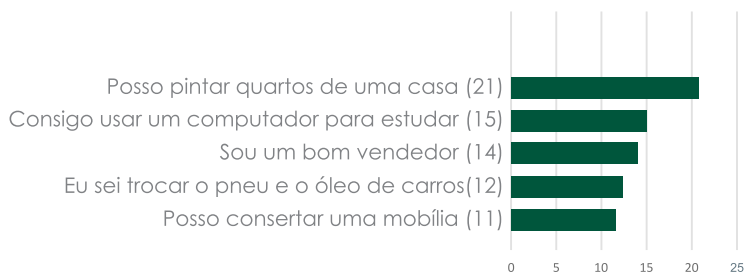 Posso pintar quartos de uma casa (21)
Consigo usar um computador para estudar (15)
Sou um bom vendedor (14)
Eu sei trocar o pneu e o óleo de carros(12)
Posso consertar uma mobília (11)
0 5 10 15 20 25